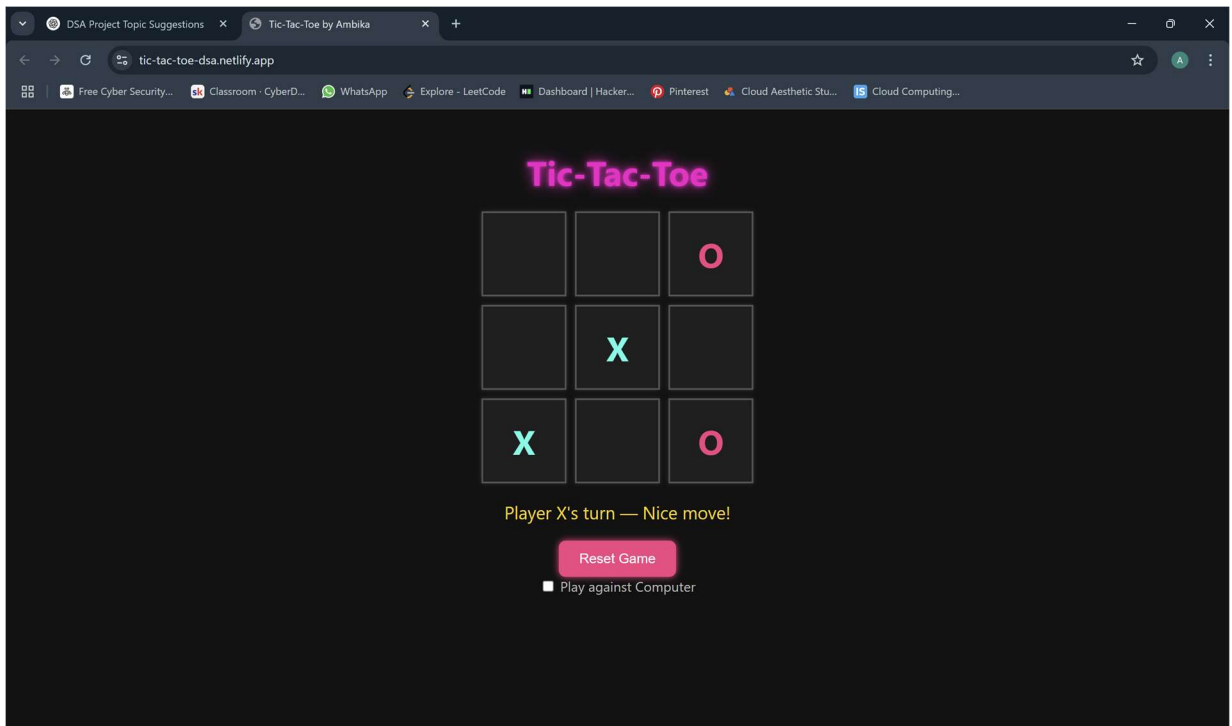 DSA Project Topic Suggestions
Tic-Tac-Toe by Ambika
tic-tac-toe-dsa.netlify.app
A
Free Cyber Security...
sk Classroom · CyberD...
WhatsApp
Explore - LeetCode
H Dashboard | Hacker...
Pinterest
Cloud Aesthetic Stu...
IS Cloud Computing...
Tic-Tac-Toe
O
X
X O
Player X's turn — Nice move!
Reset Game
Play against Computer